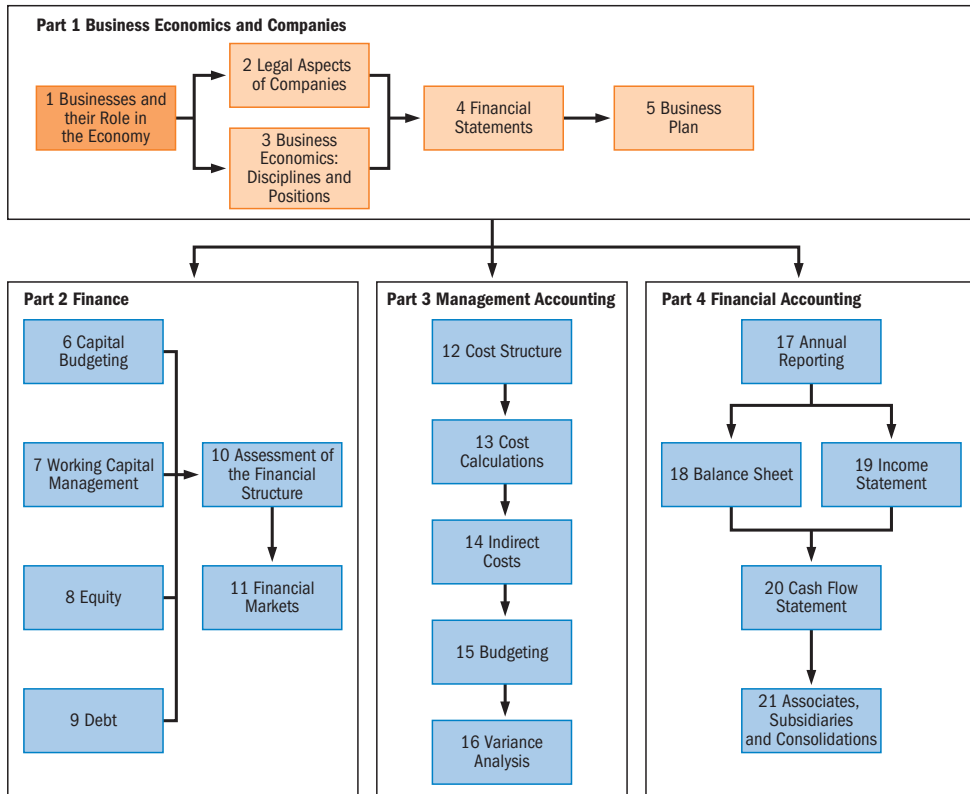 Part 1 Business Economics and Companies
1 Businesses and
their Role in
the Economy
2 Legal Aspects
of Companies
3 Business
Economics:
Disciplines and
Positions
4 Financial
Statements
5 Business
Plan
Part 2 Finance
6 Capital
Budgeting
7 Working Capital
Management
8 Equity
9 Debt
10 Assessment of
the Financial
Structure
11 Financial
Markets
Part 3 Management Accounting
12 Cost Structure
13 Cost
Calculations
14 Indirect
Costs
15 Budgeting
16 Variance
Analysis
Part 4 Financial Accounting
17 Annual
Reporting
18 Balance Sheet
19 Income
Statement
20 Cash Flow
Statement
21 Associates,
Subsidiaries
and Consolidations